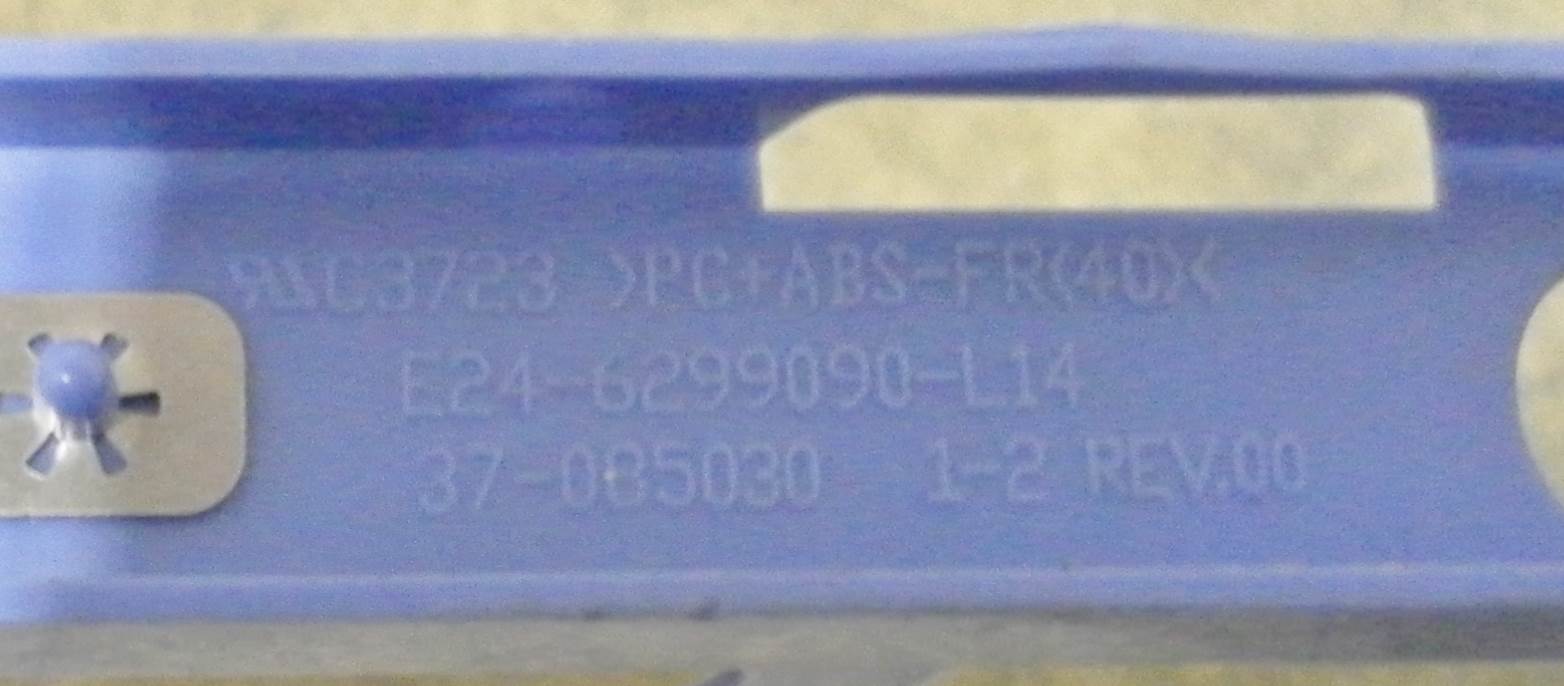 C3723 >PC+ABS-FR(40)<
E24-6299090-L14
37-085030 1-2 REV.00